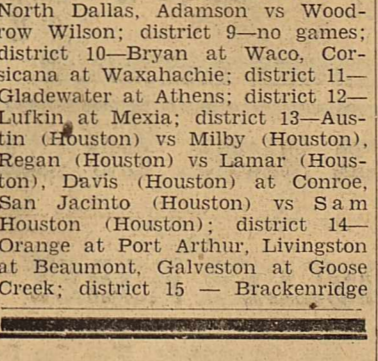 North Dallas, Adamson vs Wood-
row Wilson; district 9—no games;
district 10—Bryan at Waco, Cor-
sicana at Waxahachie; district 11—
Gladewater at Athens; district 12—
Lufkin at Mexia; district 13—Aus-
tin (Houston) vs Milby (Houston),
Regan (Houston) vs Lamar (Hous-
ton), Davis (Houston) at Conroe,
San Jacinto (Houston) vs Sam
Houston (Houston); district 14—
Orange at Port Arthur, Livingston
at Beaumont, Galveston at Goose
Creek; district 15 — Brackenridge